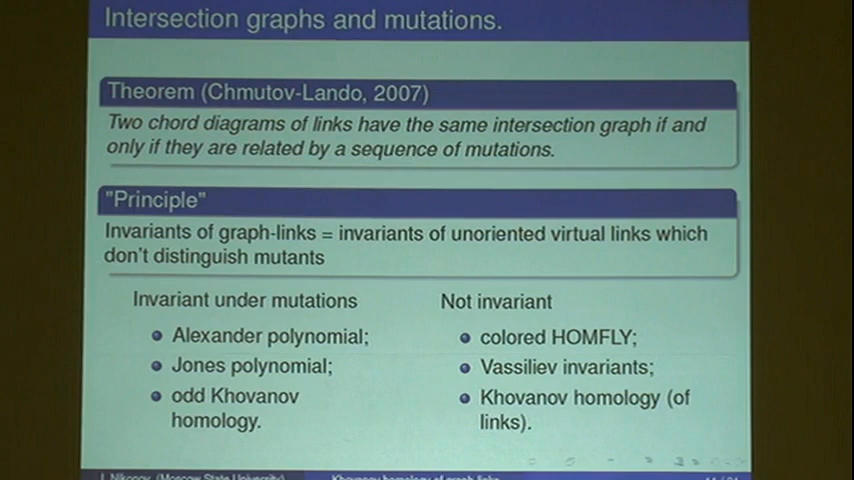 Intersection graphs and mutations.
Theorem (Chmutov-Lando, 2007)
Two chord diagrams of links have the same intersection graph if and
only if they are related by a sequence of mutations.
"Principle"
Invariants of graph-links = invariants of unoriented virtual links which
don't distinguish mutants
Invariant under mutations
Alexander polynomial;
Jones polynomial;
odd Khovanov
homology.
Not invariant
colored HOMFLY;
Vassiliev invariants;
Khovanov homology (of
links).
I. Nikonov (Moscow State University)
Khovanov homology of graph-links